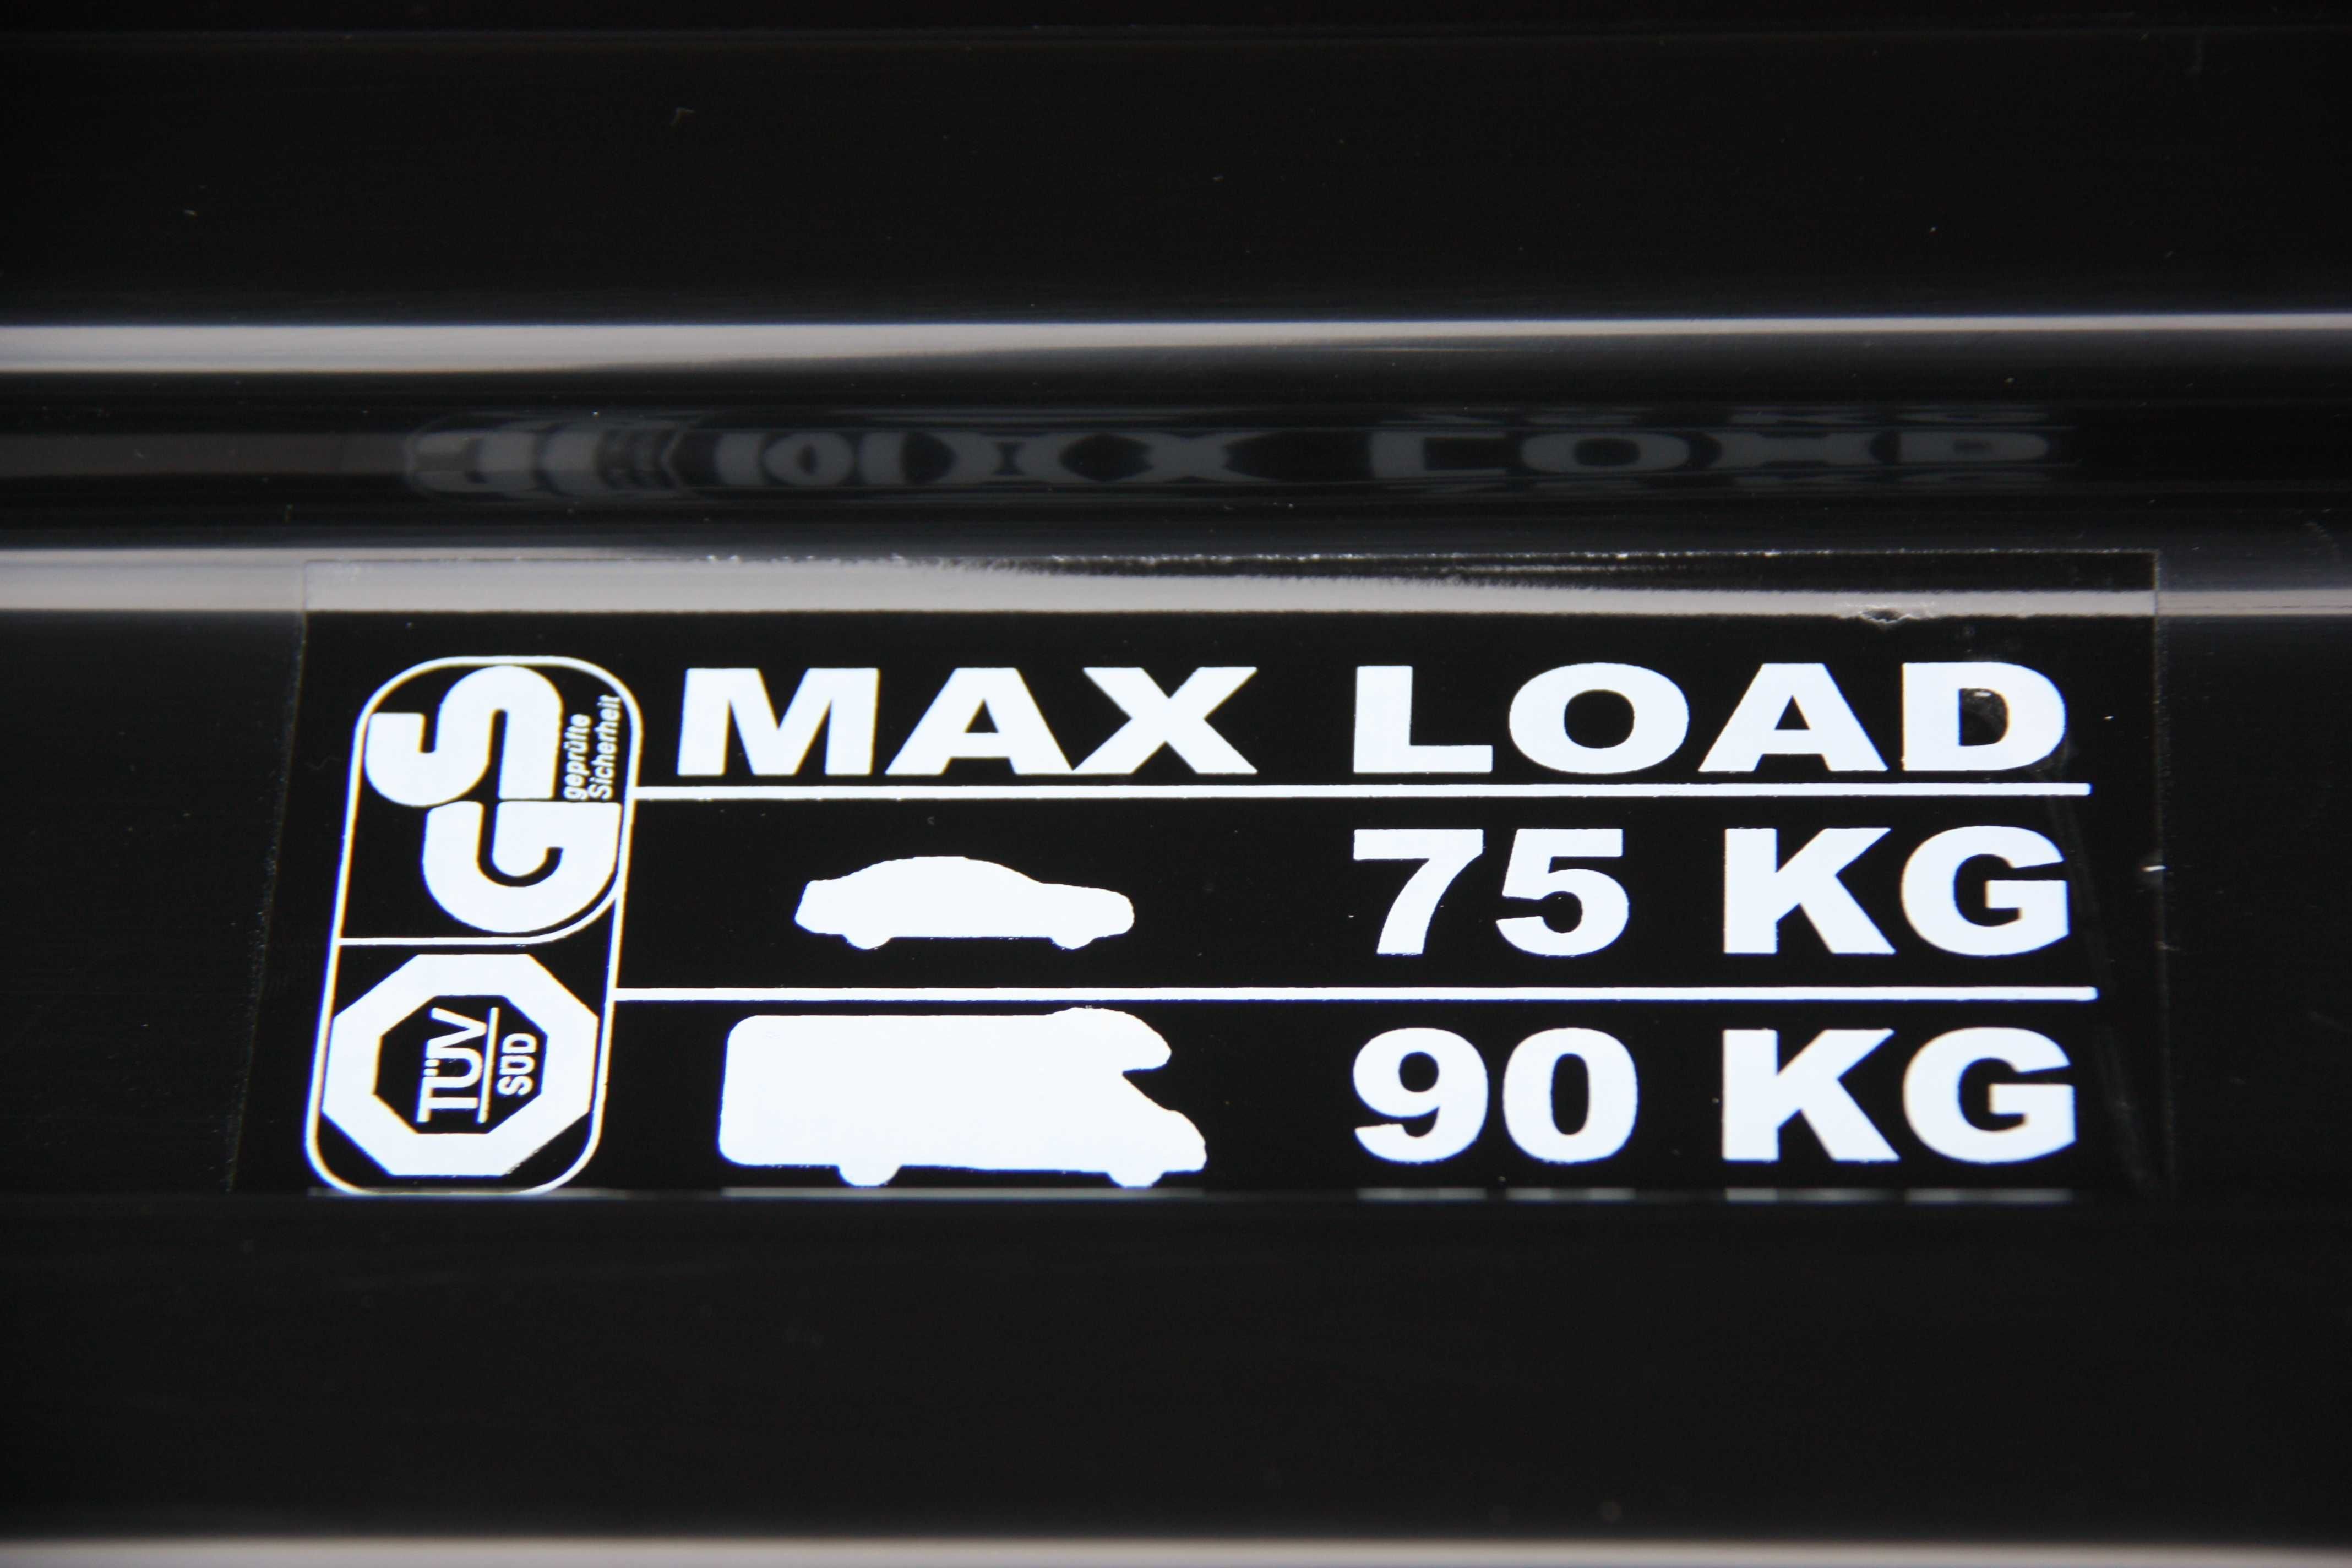 MAX LOAD
75 KG
90 KG
GS
geprüfte
Sicherheit
TÜV
SÜD